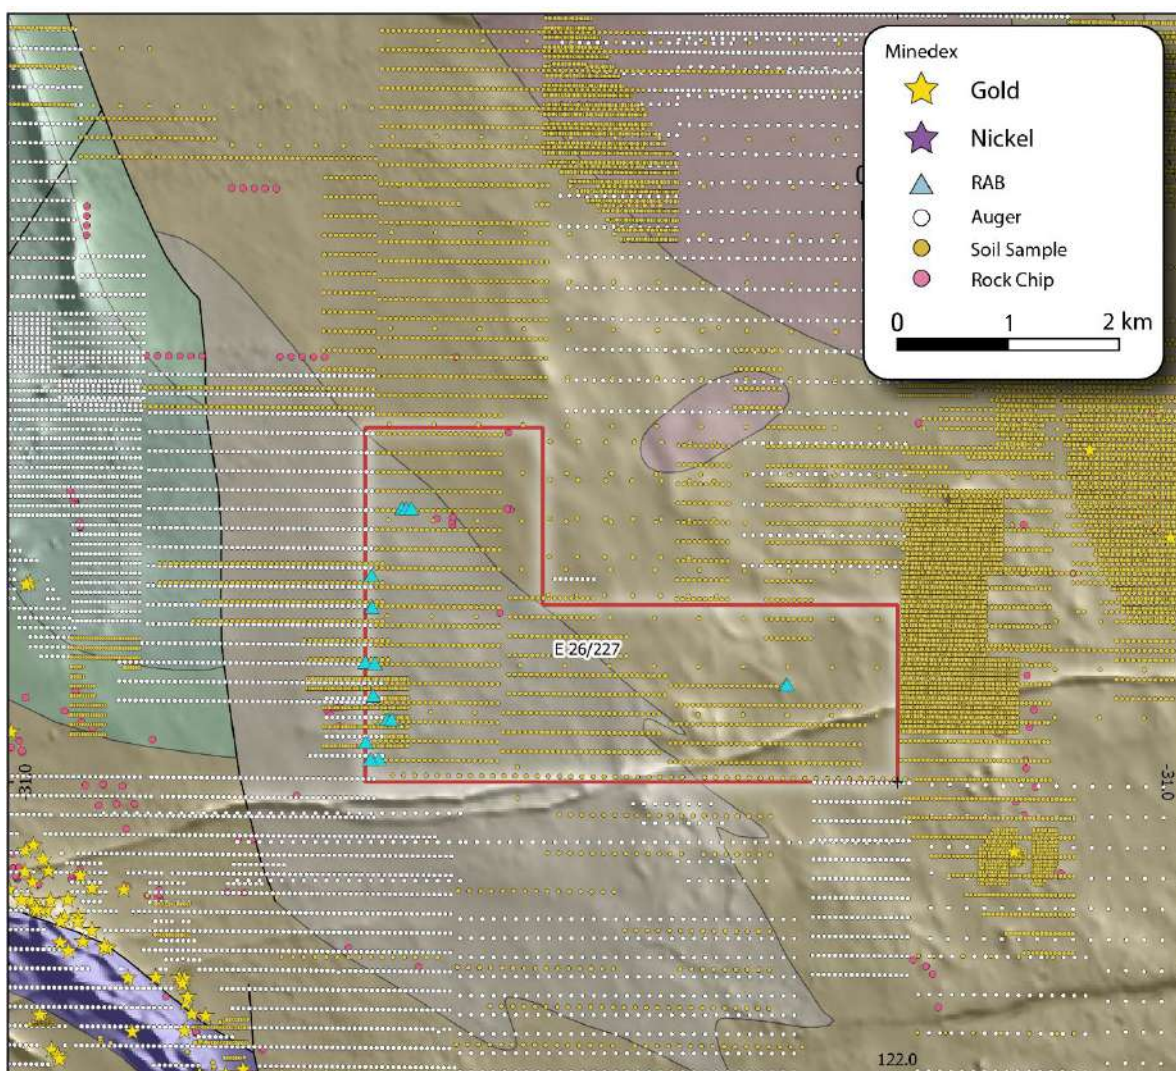 Minedex
Gold
Nickel
RAB
Auger
Soil Sample
Rock Chip
0 1 2 km
E 26/227
-31.0
-31.0
122.0